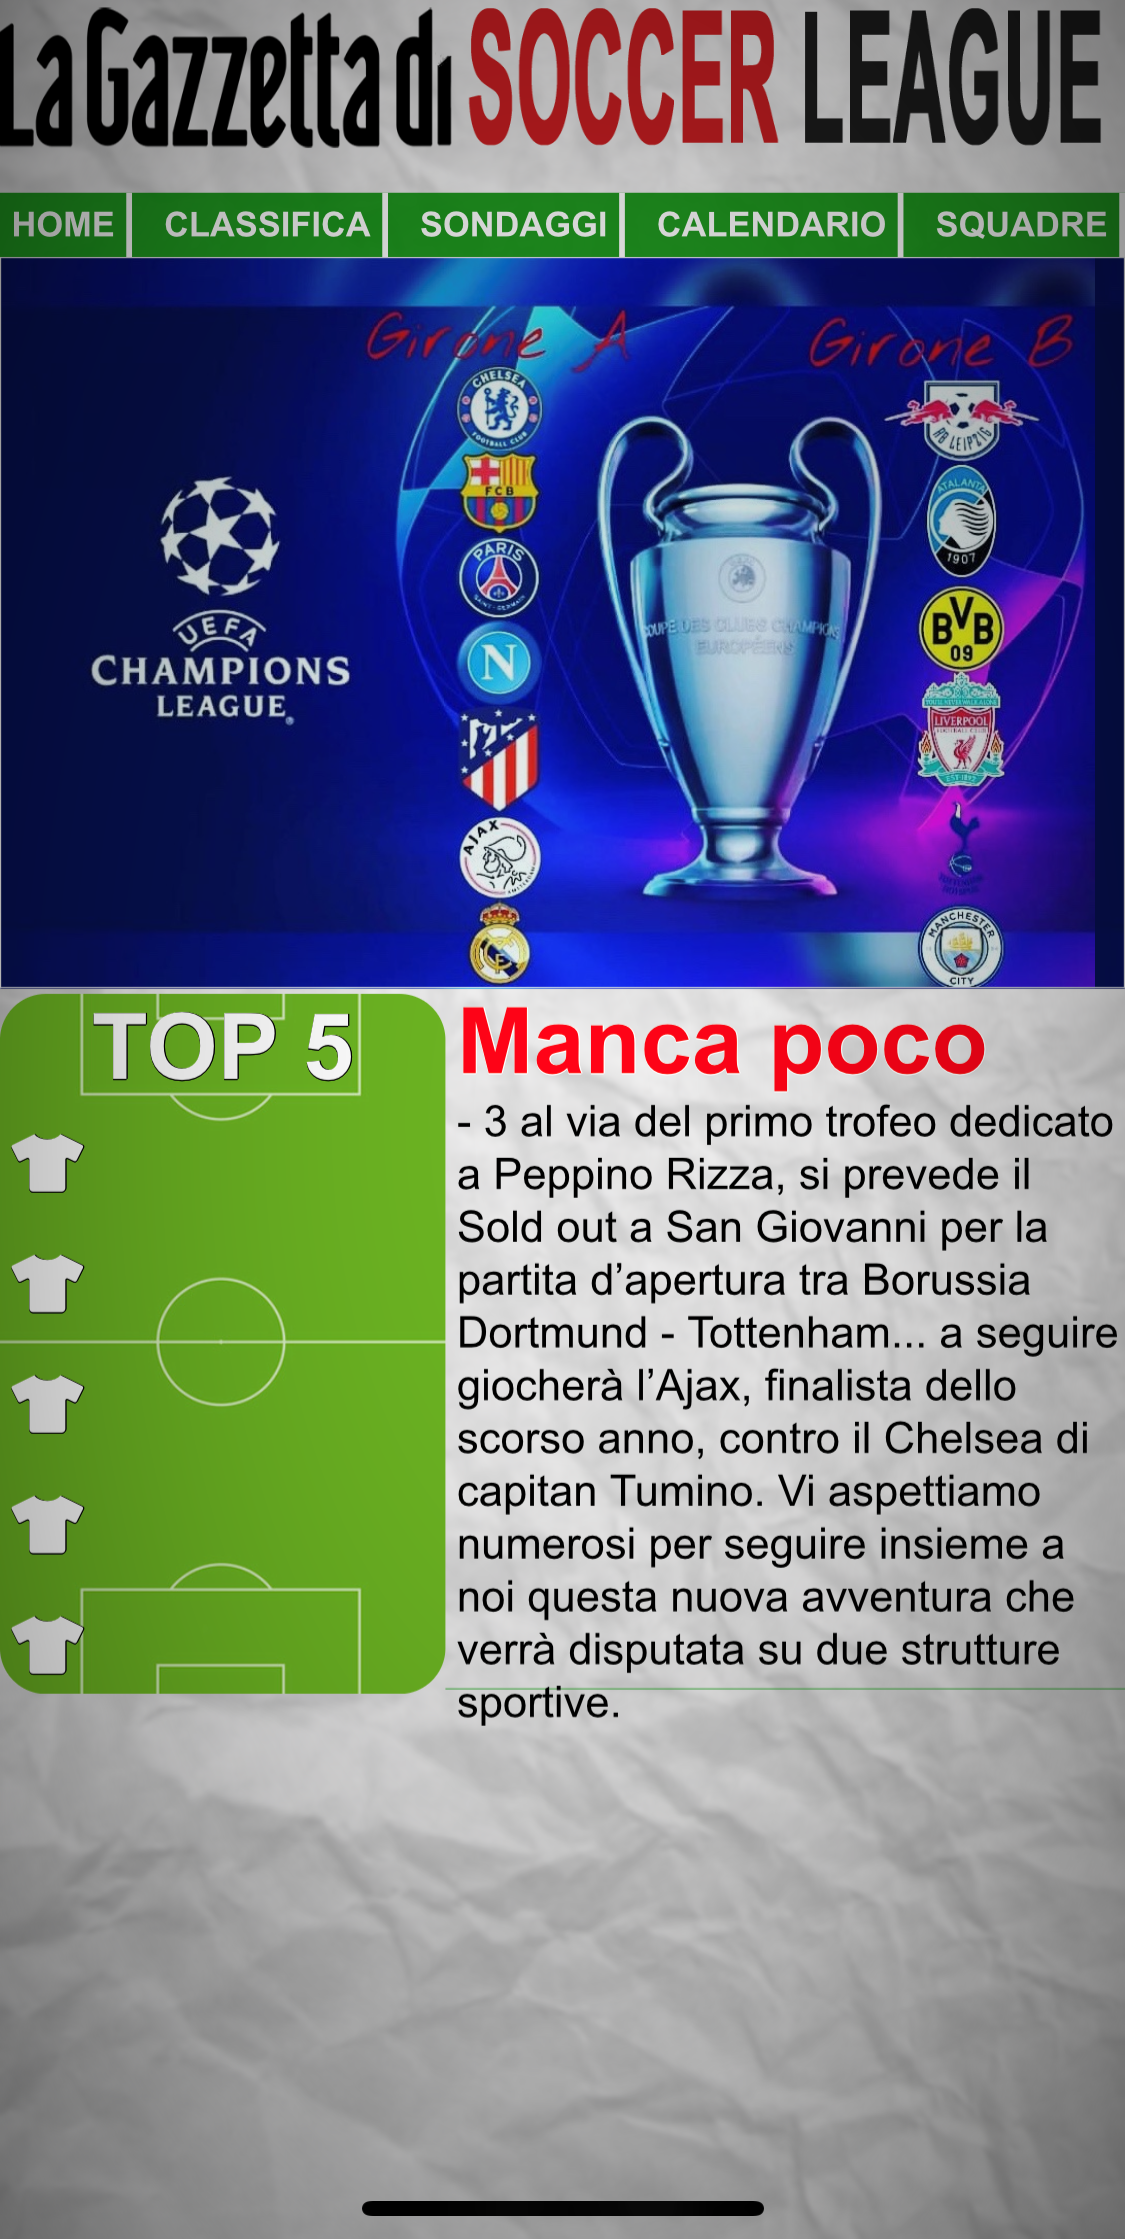 La Gazzetta di SOCCER LEAGUE
HOME CLASSIFICA SONDAGGI CALENDARIO SQUADRE
Girone A Girone B
CHELSEA
FOOTBALL CLUB
FCB
PARIS
SAINT-GERMAIN
N
AJAX
AMSTERDAM
UEFA
CHAMPIONS
LEAGUE
COUPE DES CLUBS CHAMPIONS
EUROPÉENS
RB LEIPZIG
ATALANTA
1907
BVB
09
YOU'LL NEVER WALK ALONE
LIVERPOOL
FOOTBALL CLUB
EST·1892
TOTTENHAM
HOTSPUR
MANCHESTER
CITY
TOP 5
Manca poco
- 3 al via del primo trofeo dedicato
a Peppino Rizza, si prevede il
Sold out a San Giovanni per la
partita d’apertura tra Borussia
Dortmund - Tottenham... a seguire
giocherà l’Ajax, finalista dello
scorso anno, contro il Chelsea di
capitan Tumino. Vi aspettiamo
numerosi per seguire insieme a
noi questa nuova avventura che
verrà disputata su due strutture
sportive.